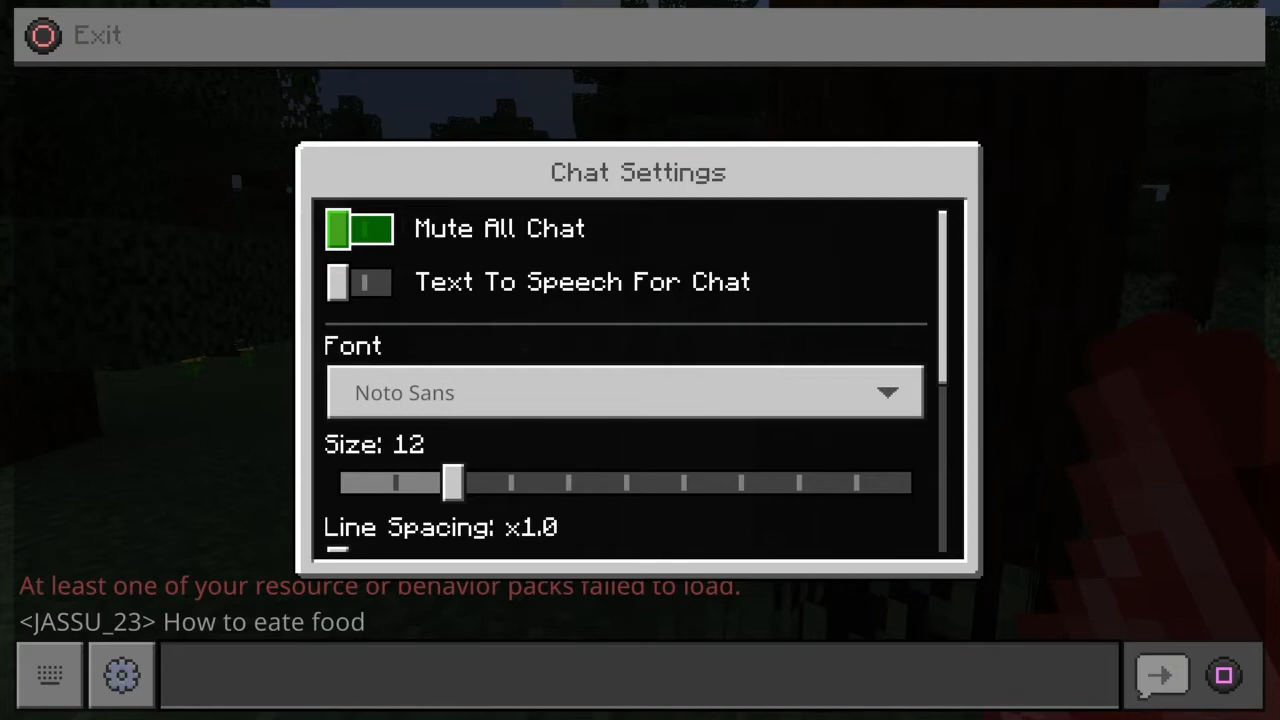 Exit
Chat Settings
Mute All Chat
Text To Speech For Chat
Font
Noto Sans
Size: 12
Line Spacing: x1.0
At least one of your resource or behavior packs failed to load.
<JASSU_23> How to eate food